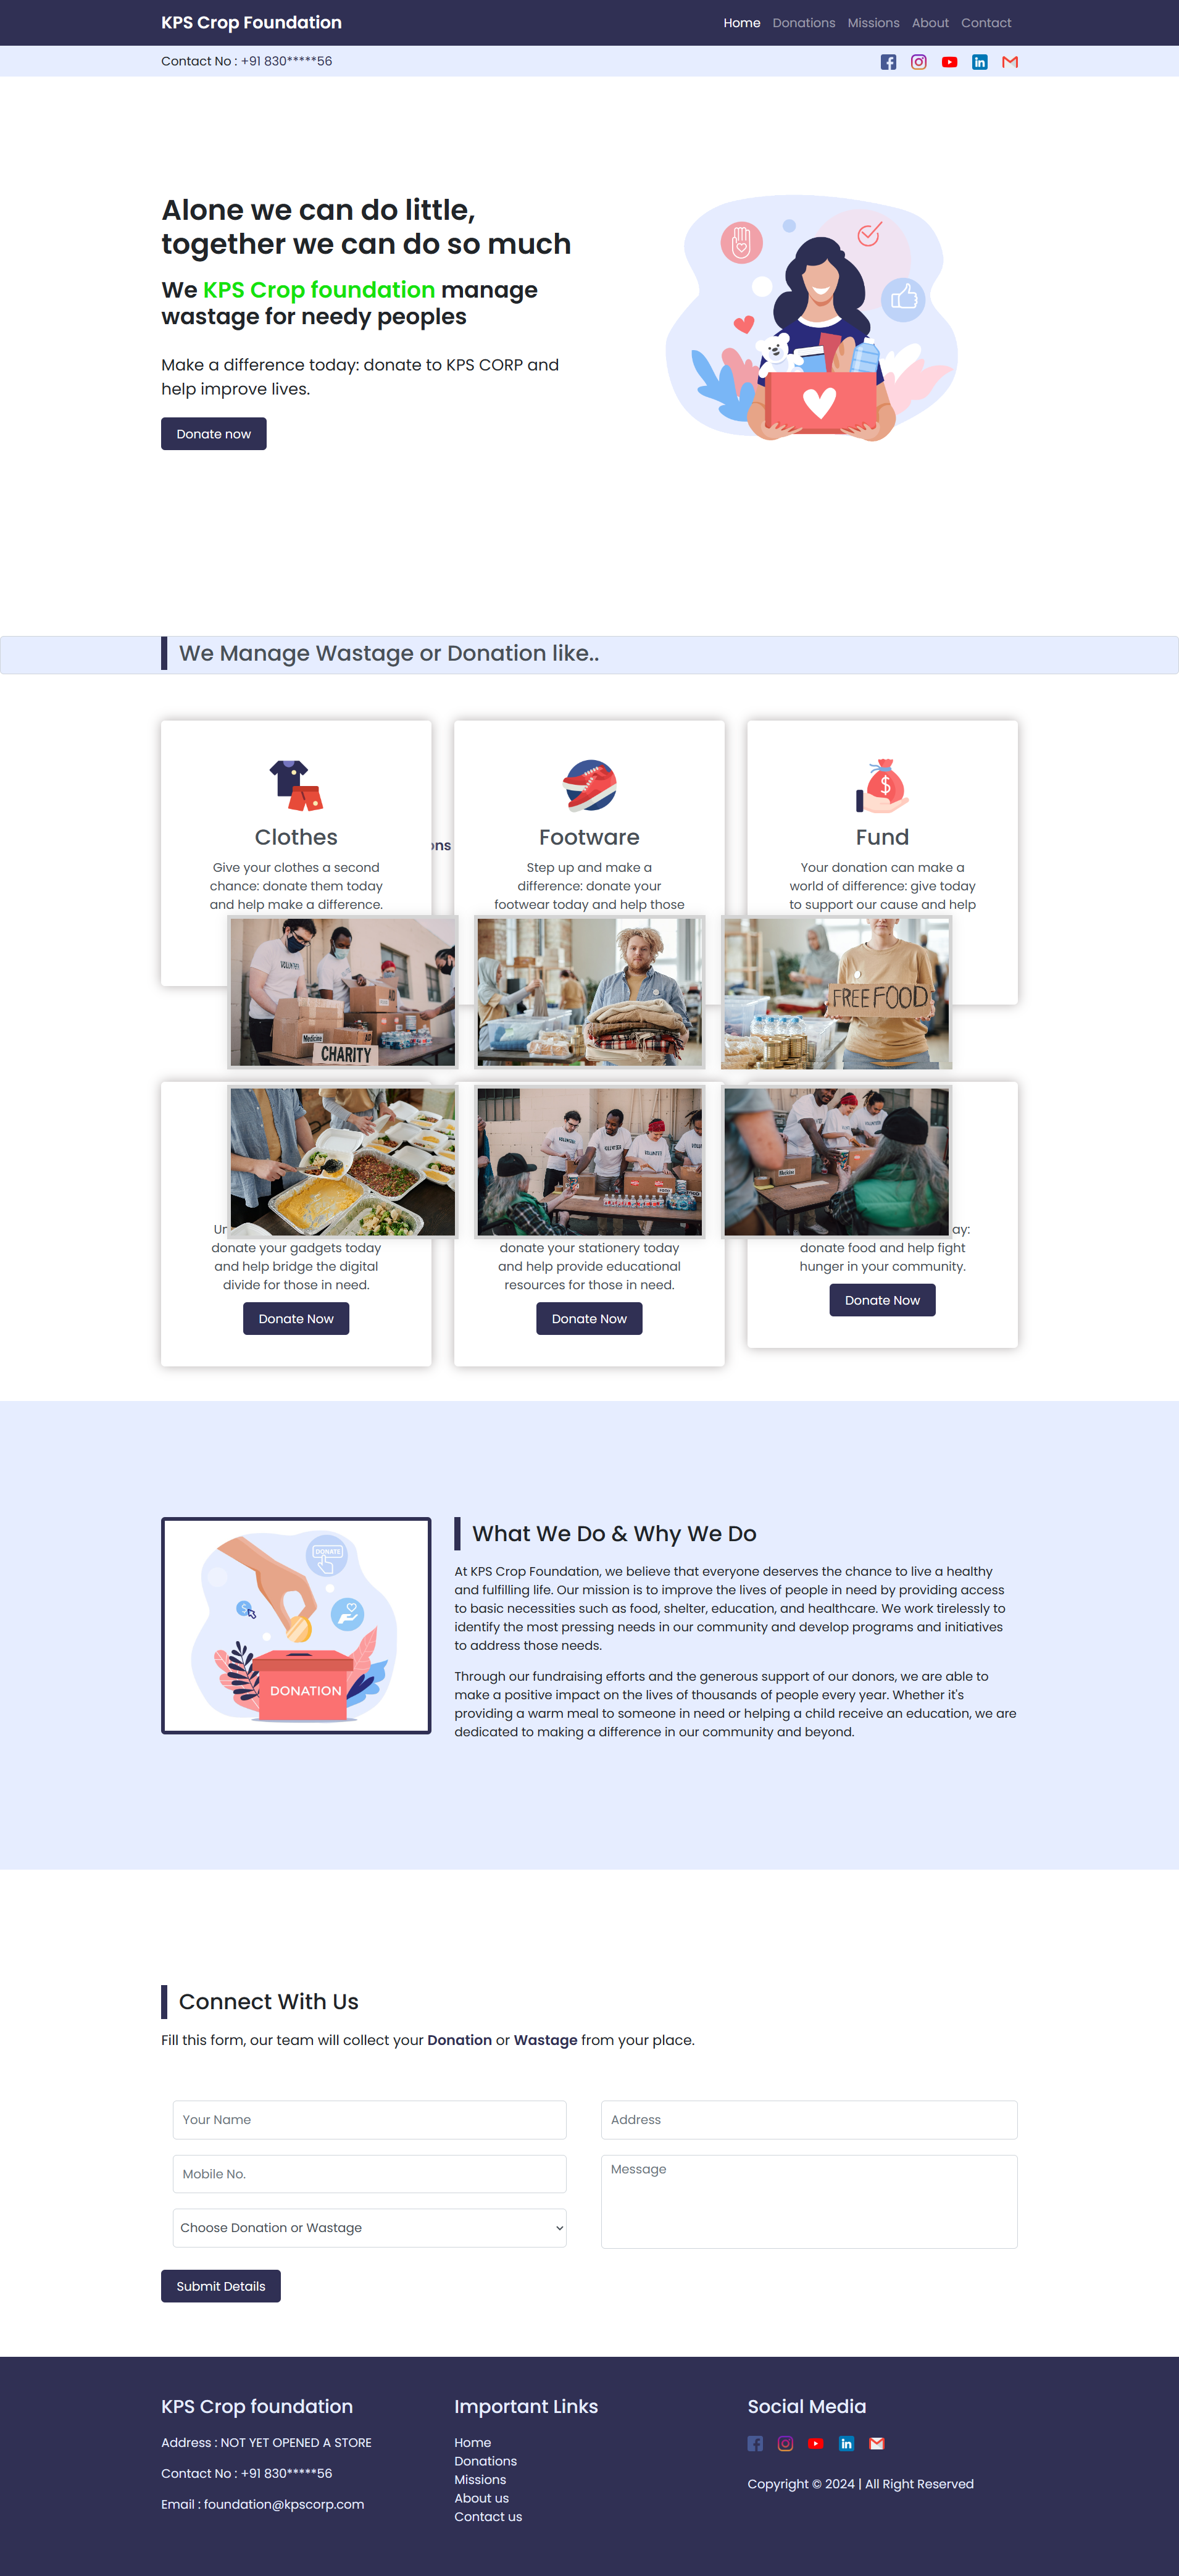 KPS Crop Foundation
Home Donations Missions About Contact
Contact No : +91 830*****56
Alone we can do little,
together we can do so much
We KPS Crop foundation manage
wastage for needy peoples
Make a difference today: donate to KPS CORP and
help improve lives.
Donate now
We Manage Wastage or Donation like..
Clothes
Give your clothes a second
chance: donate them today
and help make a difference.
ons
Footware
Step up and make a
difference: donate your
footwear today and help those
Fund
$
Your donation can make a
world of difference: give today
to support our cause and help
VOLUNTEER
Medicine
CHARITY
FREE FOOD
VOLUNTEER
VOLUNTEER
VOLUNTEER
Medicine
donate your gadgets today
and help bridge the digital
divide for those in need.
Donate Now
donate your stationery today
and help provide educational
resources for those in need.
Donate Now
ay:
donate food and help fight
hunger in your community.
Donate Now
DONATE
$
DONATION
What We Do & Why We Do
At KPS Crop Foundation, we believe that everyone deserves the chance to live a healthy
and fulfilling life. Our mission is to improve the lives of people in need by providing access
to basic necessities such as food, shelter, education, and healthcare. We work tirelessly to
identify the most pressing needs in our community and develop programs and initiatives
to address those needs.
Through our fundraising efforts and the generous support of our donors, we are able to
make a positive impact on the lives of thousands of people every year. Whether it's
providing a warm meal to someone in need or helping a child receive an education, we are
dedicated to making a difference in our community and beyond.
Connect With Us
Fill this form, our team will collect your Donation or Wastage from your place.
Your Name
Address
Mobile No.
Message
Choose Donation or Wastage
Submit Details
KPS Crop foundation
Address : NOT YET OPENED A STORE
Contact No : +91 830*****56
Email : foundation@kpscorp.com
Important Links
Home
Donations
Missions
About us
Contact us
Social Media
Copyright © 2024 | All Right Reserved